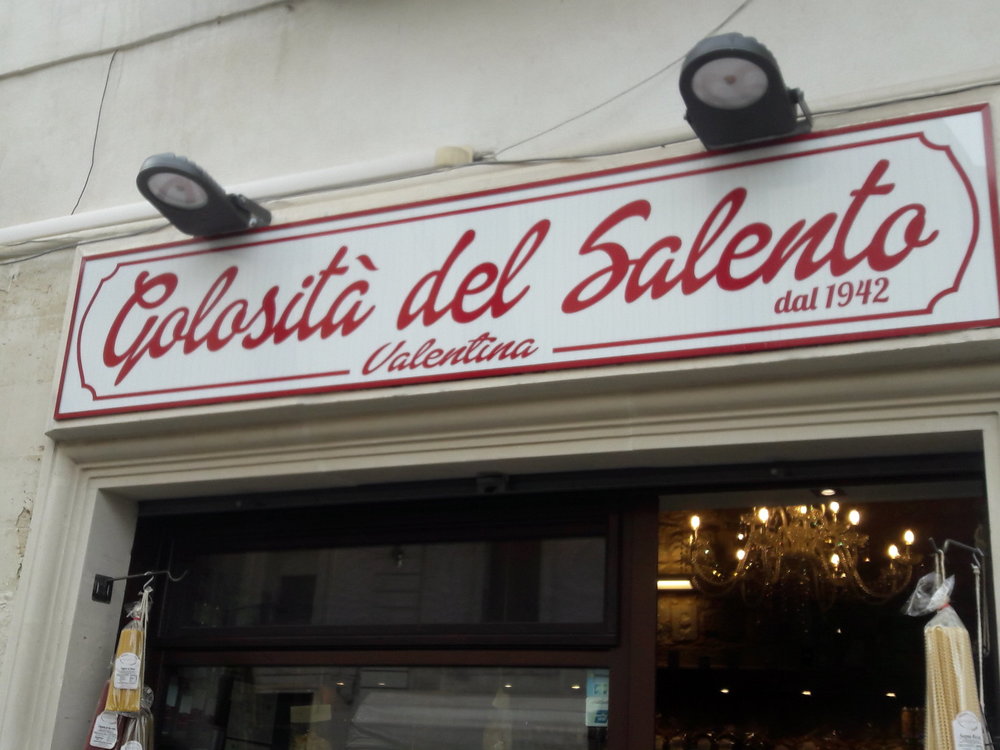 Golosità del Salento
Valentina
dal 1942